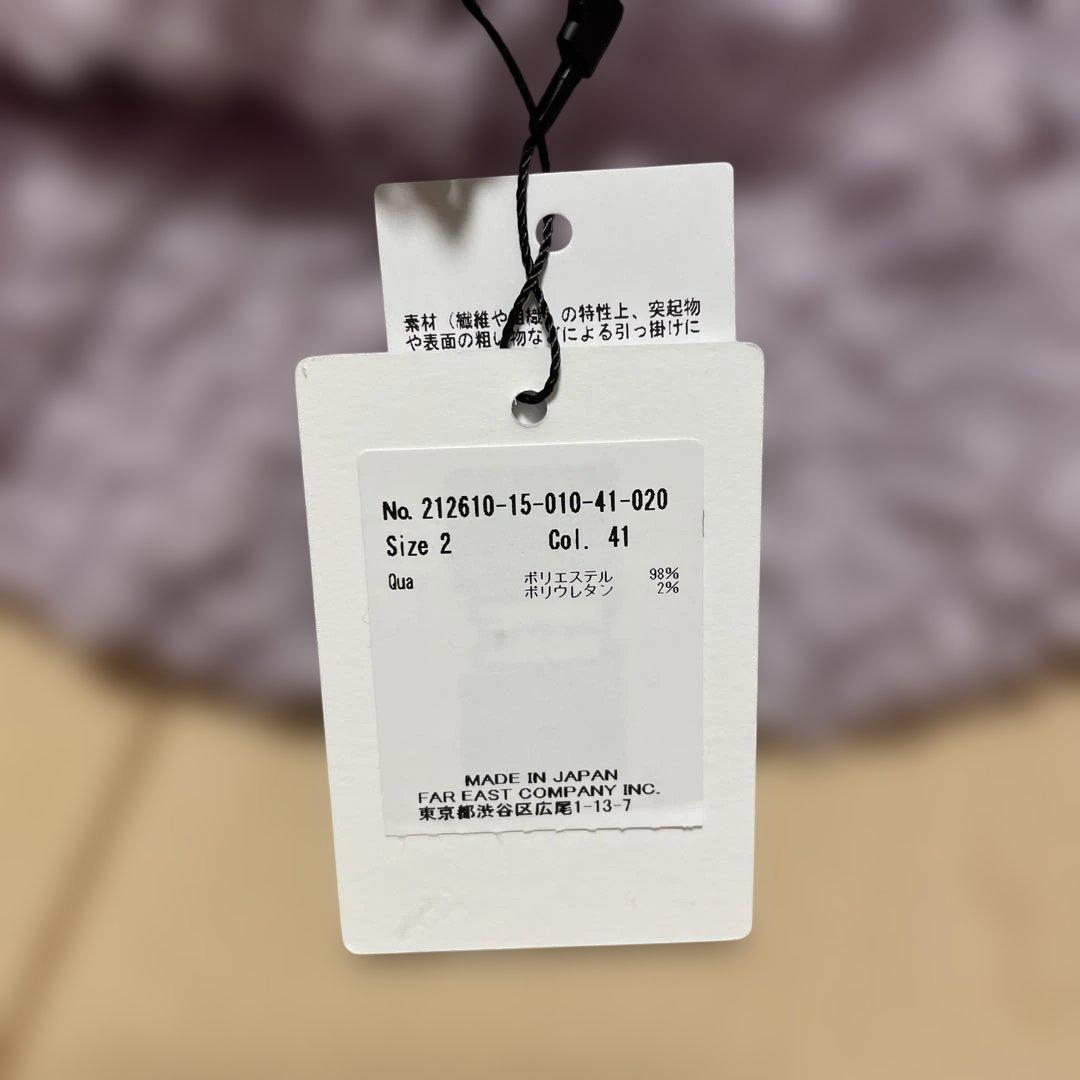 素材（繊維や組織）の特性上、突起物
や表面の粗い物などによる引っ掛けに
No. 212610-15-010-41-020
Size 2 Col. 41
Qua ポリエステル 98%
ポリウレタン 2%
MADE IN JAPAN
FAR EAST COMPANY INC.
東京都渋谷区広尾1-13-7